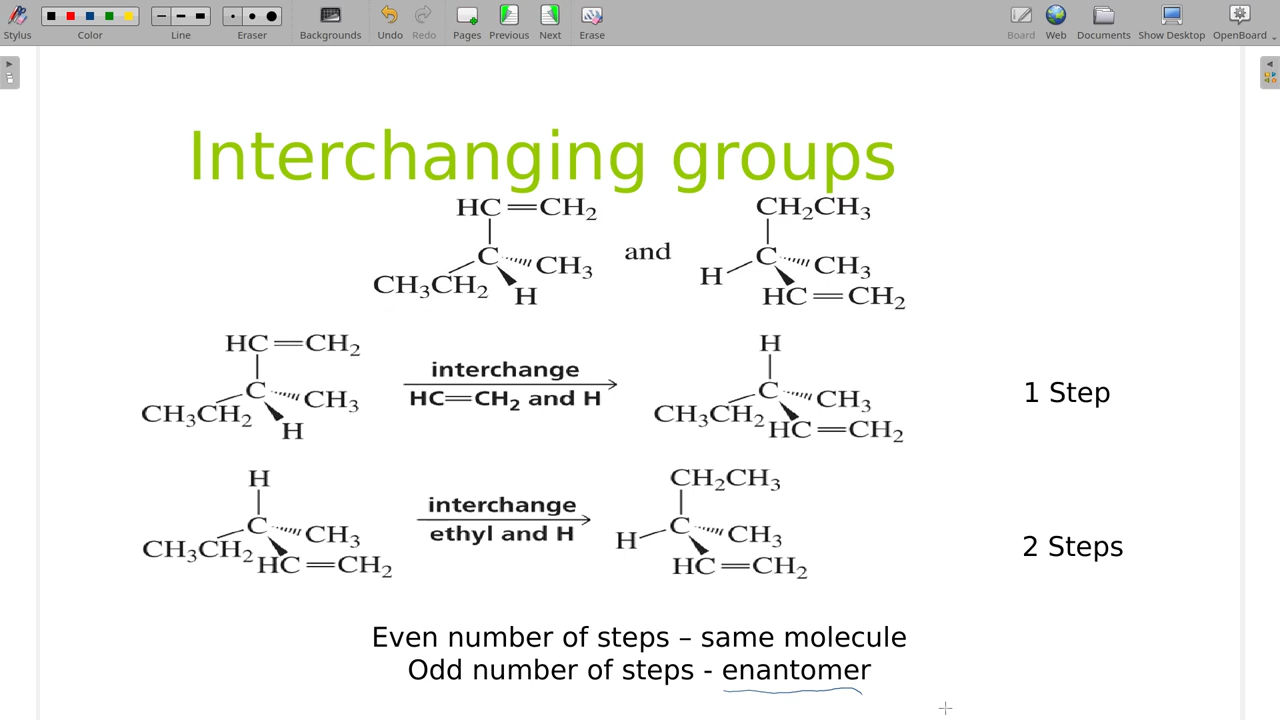 Stylus Color Line Eraser Backgrounds Undo Redo Pages Previous Next Erase Board Web Documents Show Desktop OpenBoard
Interchanging groups
HC=CH₂ CH₂CH₃
C CH₃ and C CH₃
CH₃CH₂ H H HC=CH₂
HC=CH₂ interchange H
C CH₃ HC=CH₂ and H C CH₃ 1 Step
CH₃CH₂ H CH₃CH₂ HC=CH₂
H interchange CH₂CH₃
C CH₃ ethyl and H H C CH₃ 2 Steps
CH₃CH₂ HC=CH₂ HC=CH₂
Even number of steps – same molecule
Odd number of steps - enantomer